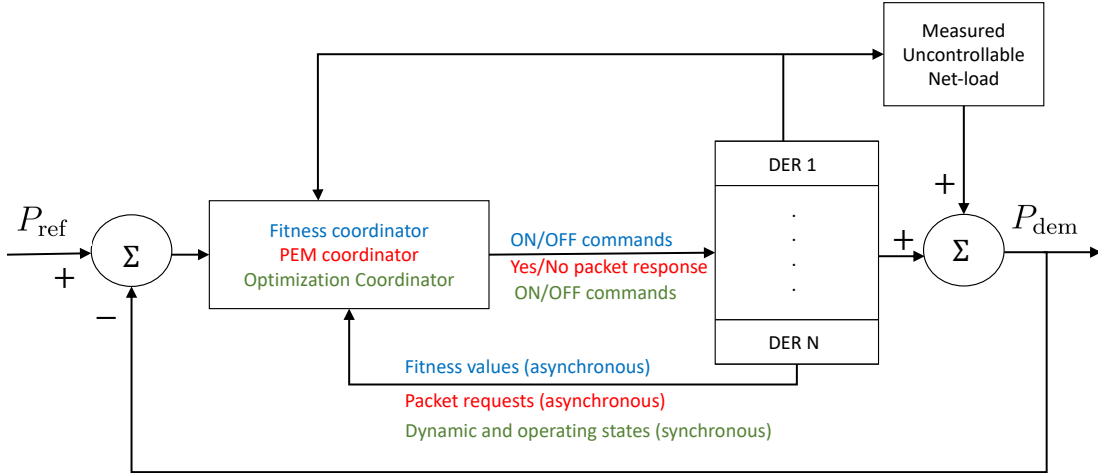 Measured
Uncontrollable
Net-load
DER 1
+
P_ref
Σ
+
−
Fitness coordinator
PEM coordinator
Optimization Coordinator
ON/OFF commands
Yes/No packet response
ON/OFF commands
.
.
.
.
+
Σ
P_dem
DER N
Fitness values (asynchronous)
Packet requests (asynchronous)
Dynamic and operating states (synchronous)